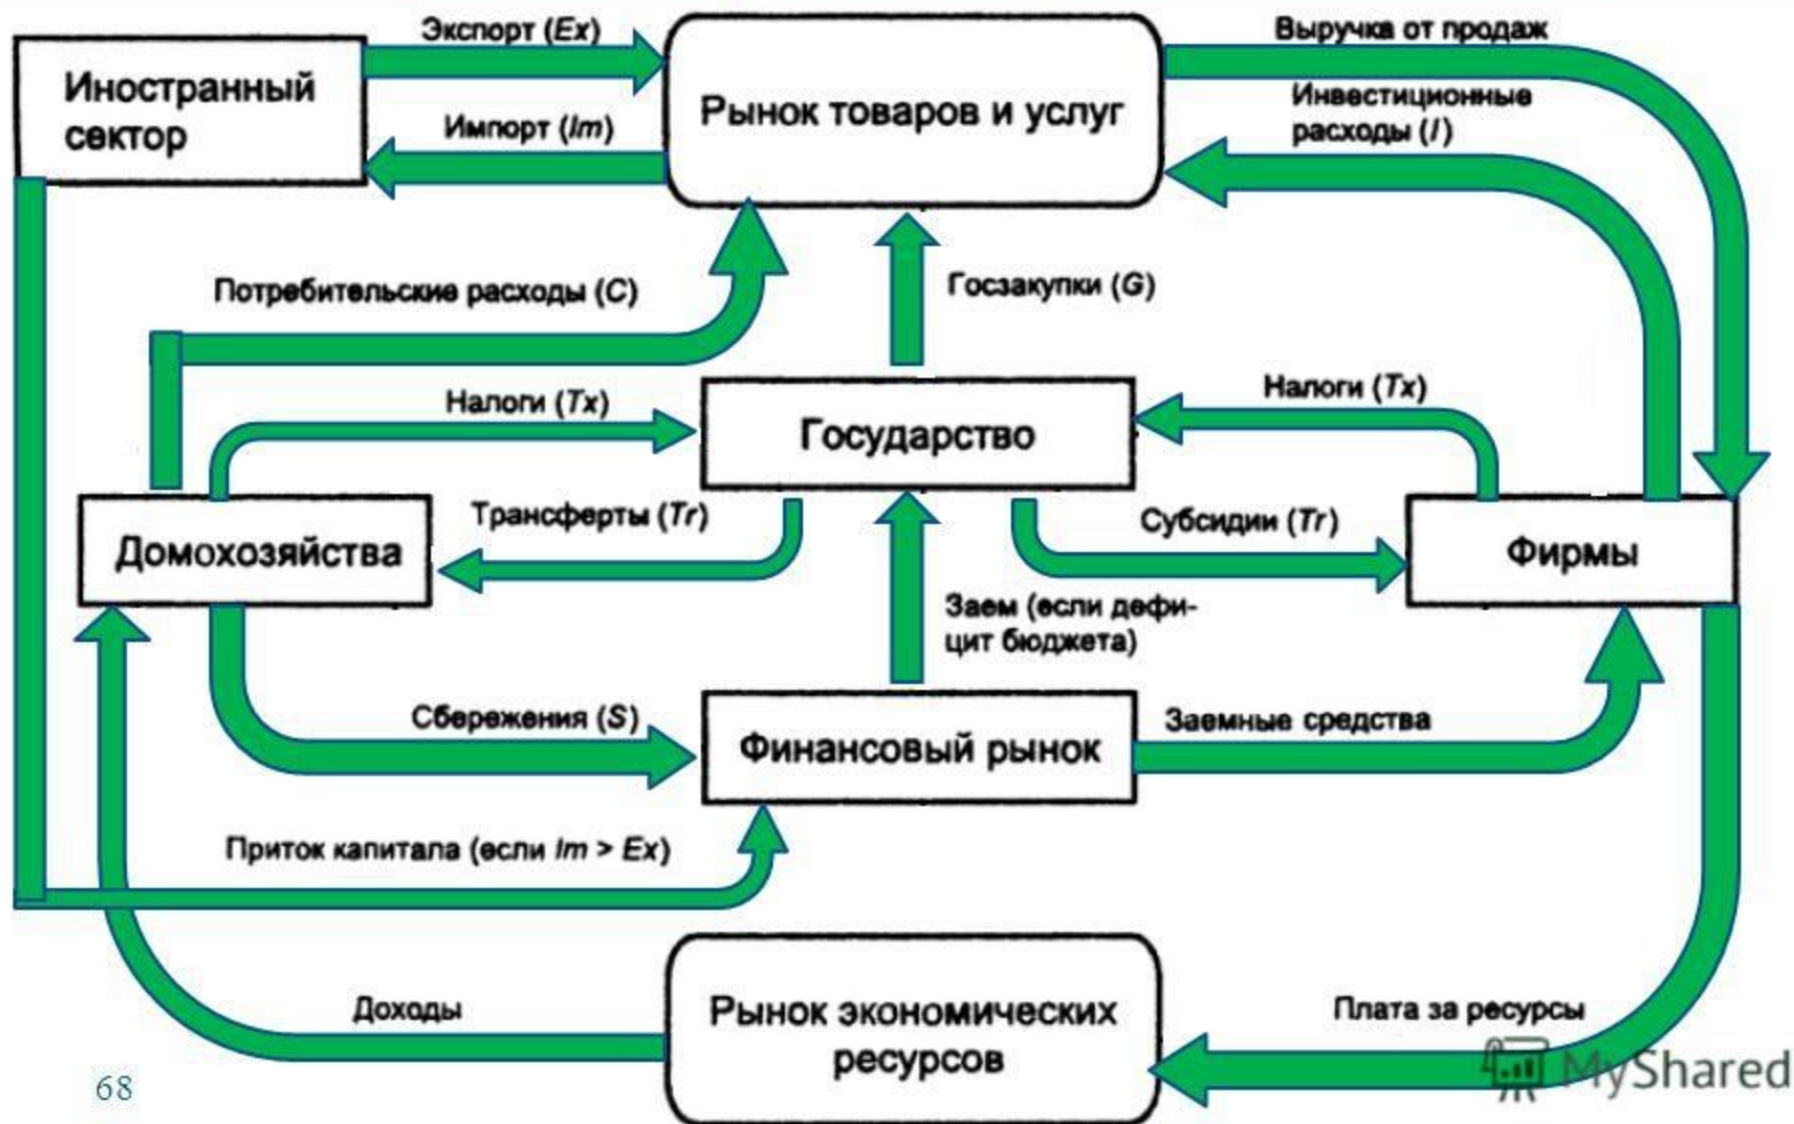 Экспорт (Ex)
Выручка от продаж
Иностранный
сектор
Рынок товаров и услуг
Инвестиционные
расходы (I)
Импорт (Im)
Потребительские расходы (C)
Госзакупки (G)
Налоги (Tx)
Государство
Налоги (Tx)
Домохозяйства
Трансферты (Tr)
Субсидии (Tr)
Фирмы
Заем (если дефи-
цит бюджета)
Сбережения (S)
Финансовый рынок
Заемные средства
Приток капитала (если Im > Ex)
Доходы
Рынок экономических
ресурсов
Плата за ресурсы
68
MyShared